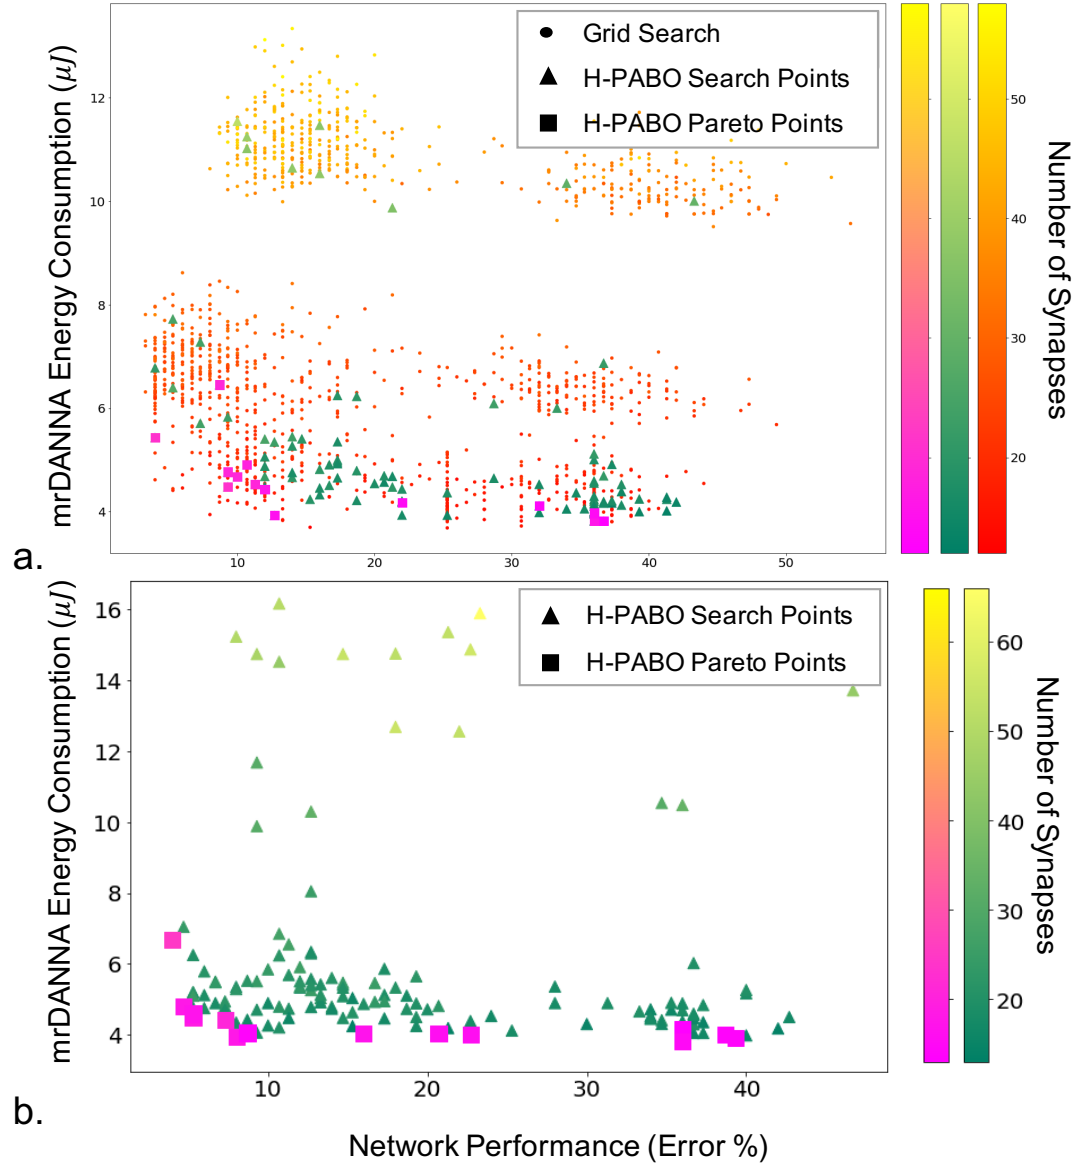 mrDANNA Energy Consumption (μJ)
12
10
8
6
4
Grid Search
H-PABO Search Points
H-PABO Pareto Points
50
40
30
20
Number of Synapses
10
20
30
40
50
a.
mrDANNA Energy Consumption (μJ)
16
14
12
10
8
6
4
H-PABO Search Points
H-PABO Pareto Points
60
50
40
30
20
Number of Synapses
10
20
30
40
b.
Network Performance (Error %)